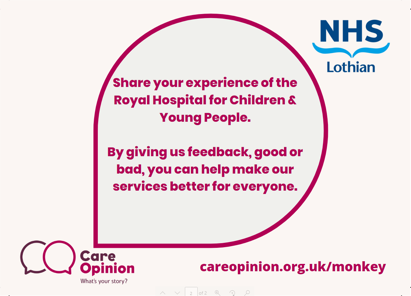 NHS
Lothian
Share your experience of the
Royal Hospital for Children &
Young People.
By giving us feedback, good or
bad, you can help make our
services better for everyone.
Care
Opinion
What's your story?
careopinion.org.uk/monkey